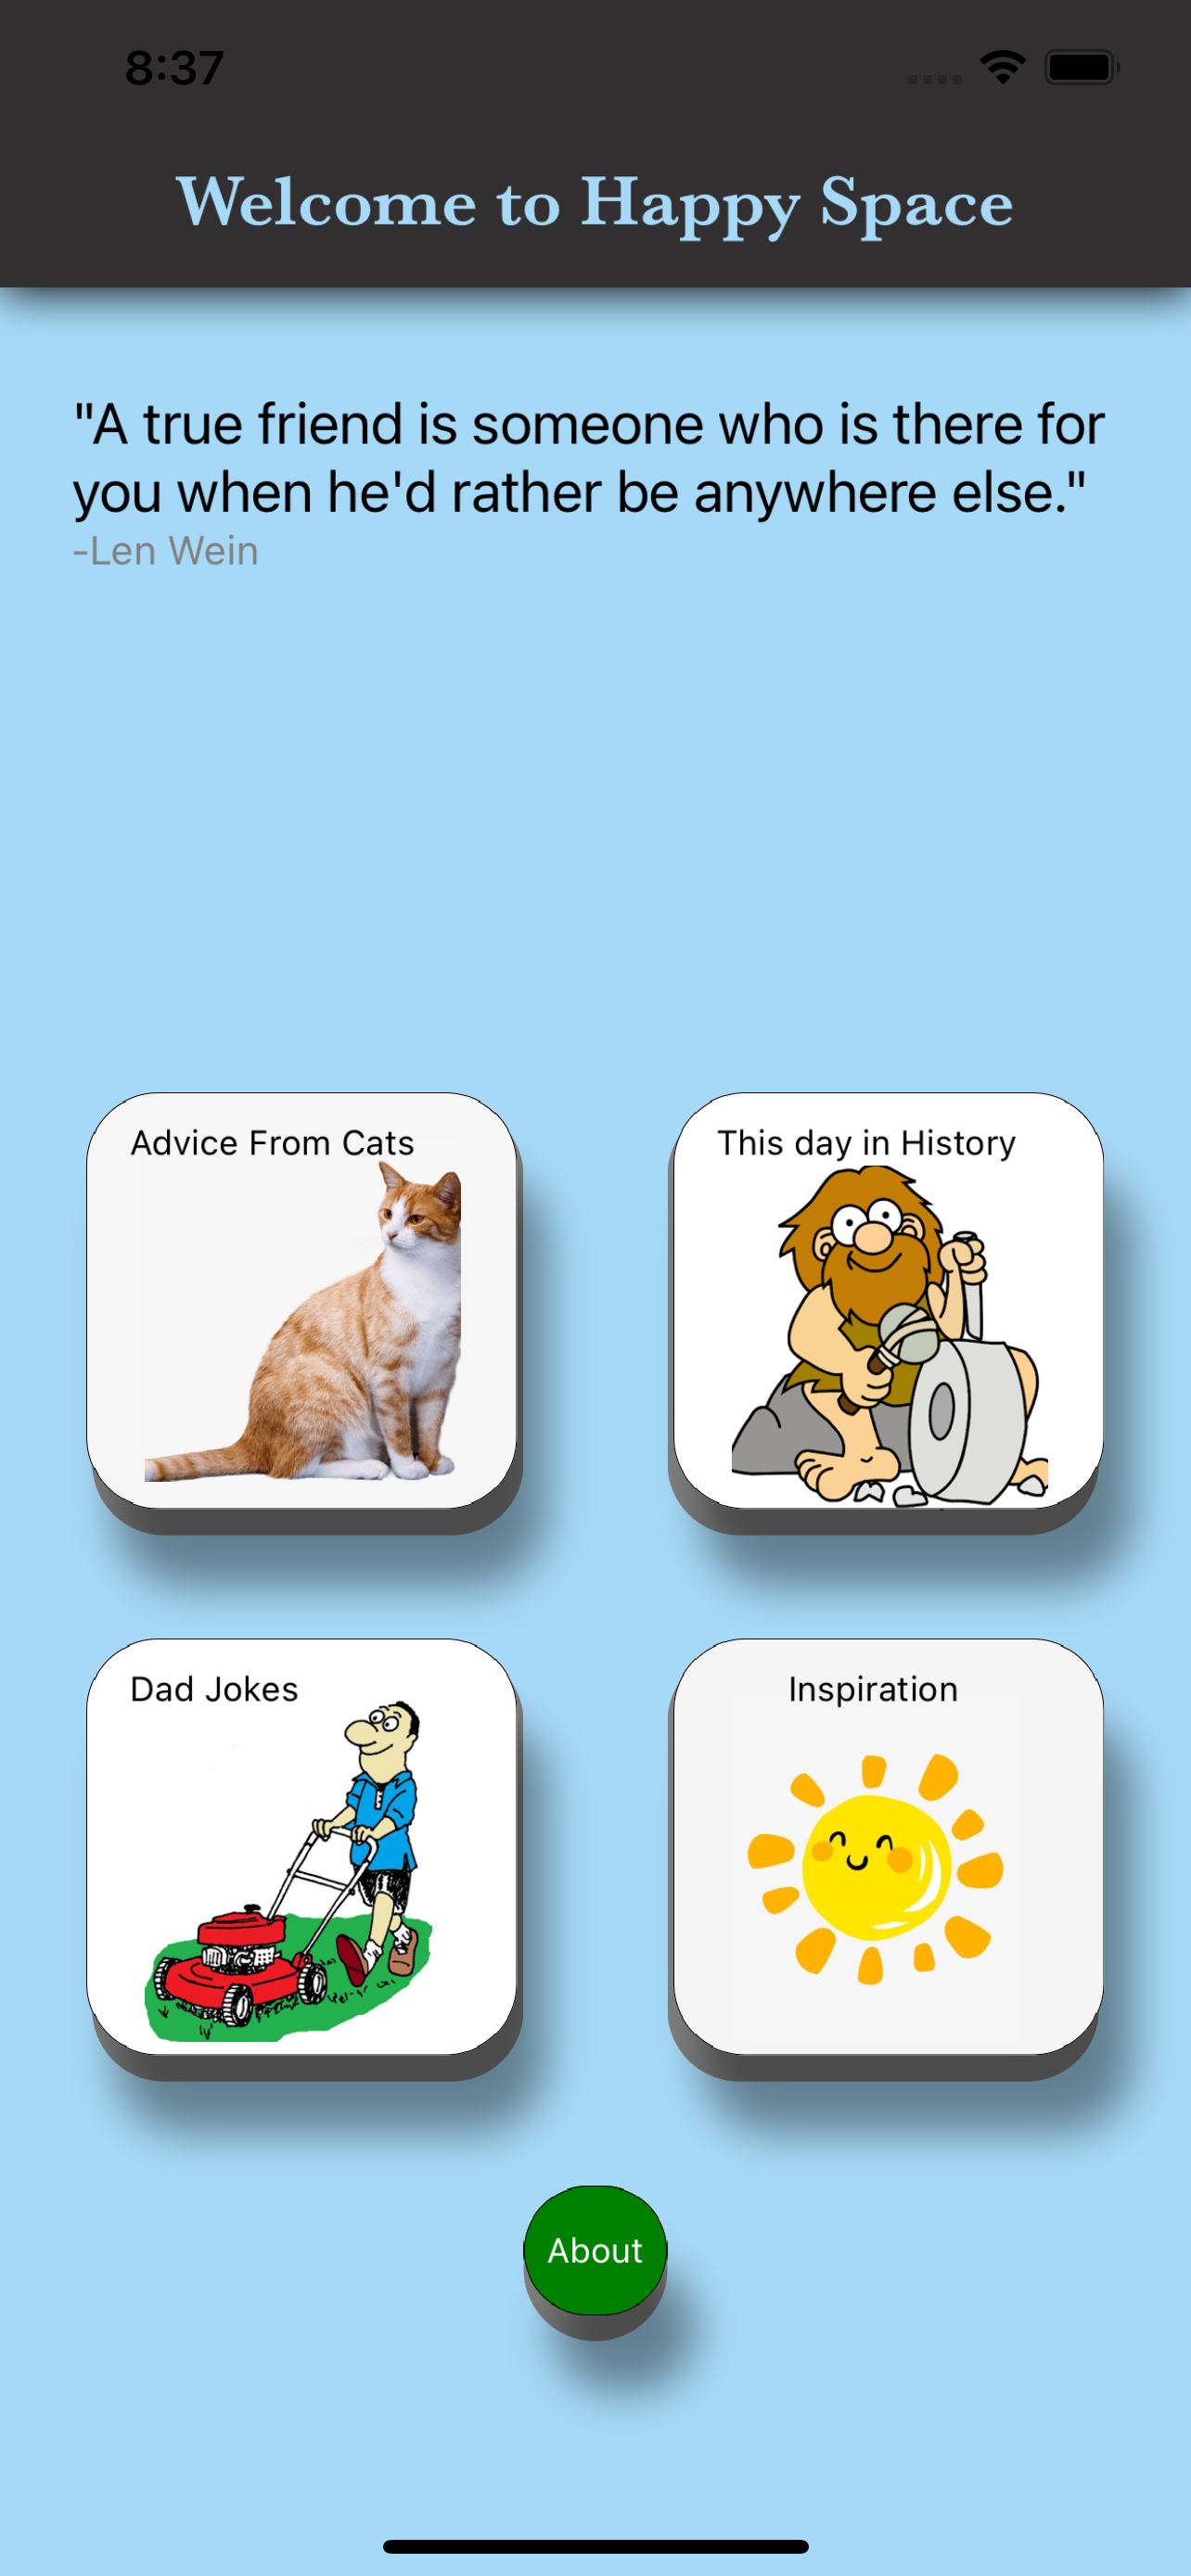 8:37
Welcome to Happy Space
"A true friend is someone who is there for
you when he'd rather be anywhere else."
-Len Wein
Advice From Cats
This day in History
Dad Jokes
Inspiration
About